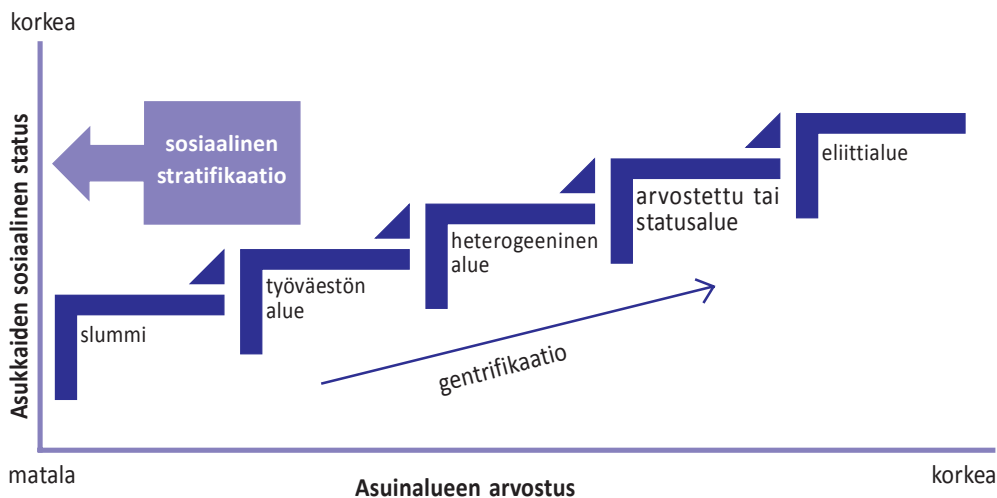 korkea
Asukkaiden sosiaalinen status
sosiaalinen
stratifikaatio
slummi
työväestön
alue
heterogeeninen
alue
arvostettu tai
statusalue
eliittialue
gentrifikaatio
matala
Asuinalueen arvostus
korkea